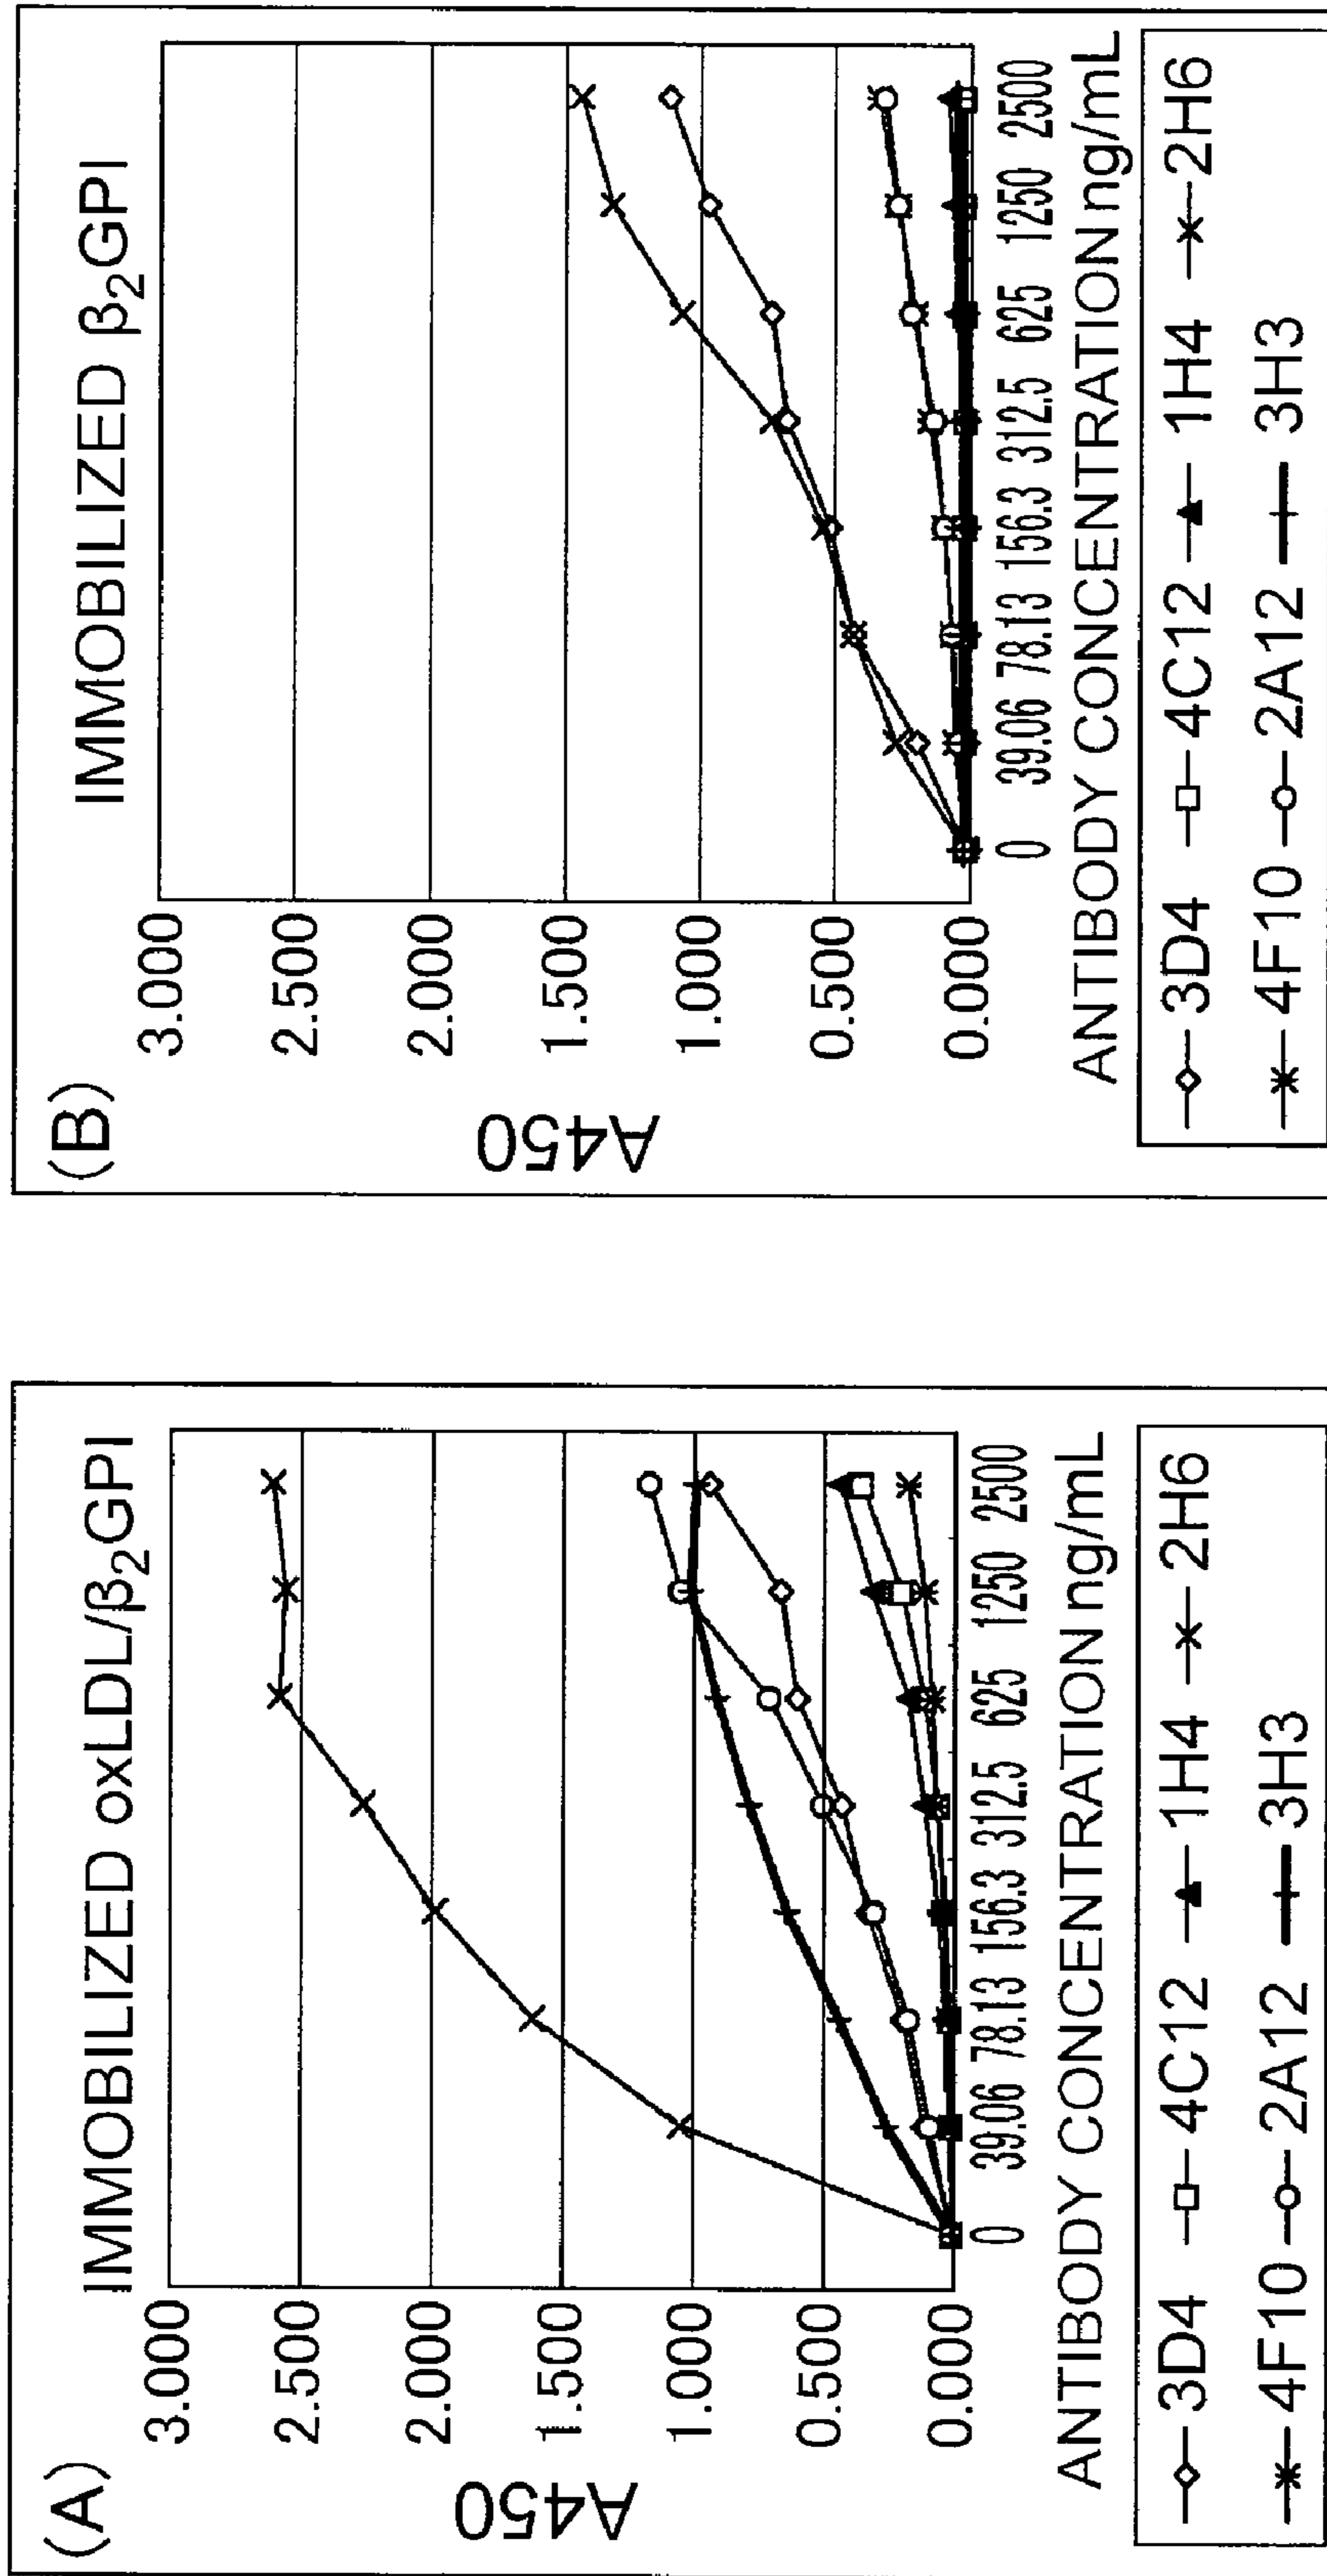 (A)
IMMOBILIZED oxLDL/β₂GPI
3.000
2.500
2.000
1.500
1.000
0.500
0.000
A450
0 39.06 78.13 156.3 312.5 625 1250 2500
ANTIBODY CONCENTRATION ng/mL
3D4 4C12 1H4 2H6
4F10 2A12 3H3
(B)
IMMOBILIZED β₂GPI
3.000
2.500
2.000
1.500
1.000
0.500
0.000
A450
0 39.06 78.13 156.3 312.5 625 1250 2500
ANTIBODY CONCENTRATION ng/mL
3D4 4C12 1H4 2H6
4F10 2A12 3H3